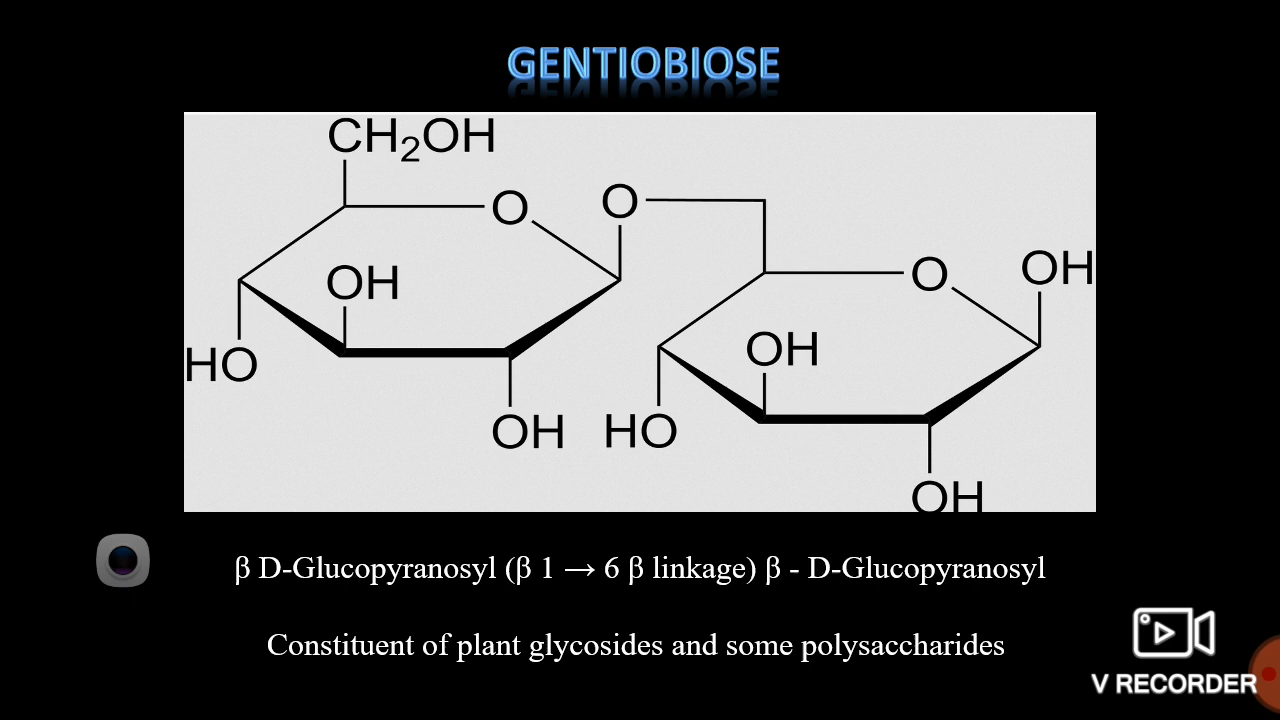 GENTIOBIOSE
CH₂OH
O
O
OH
O
OH
OH
HO
OH
HO
OH
β D-Glucopyranosyl (β 1 → 6 β linkage) β - D-Glucopyranosyl
Constituent of plant glycosides and some polysaccharides
V RECORDER